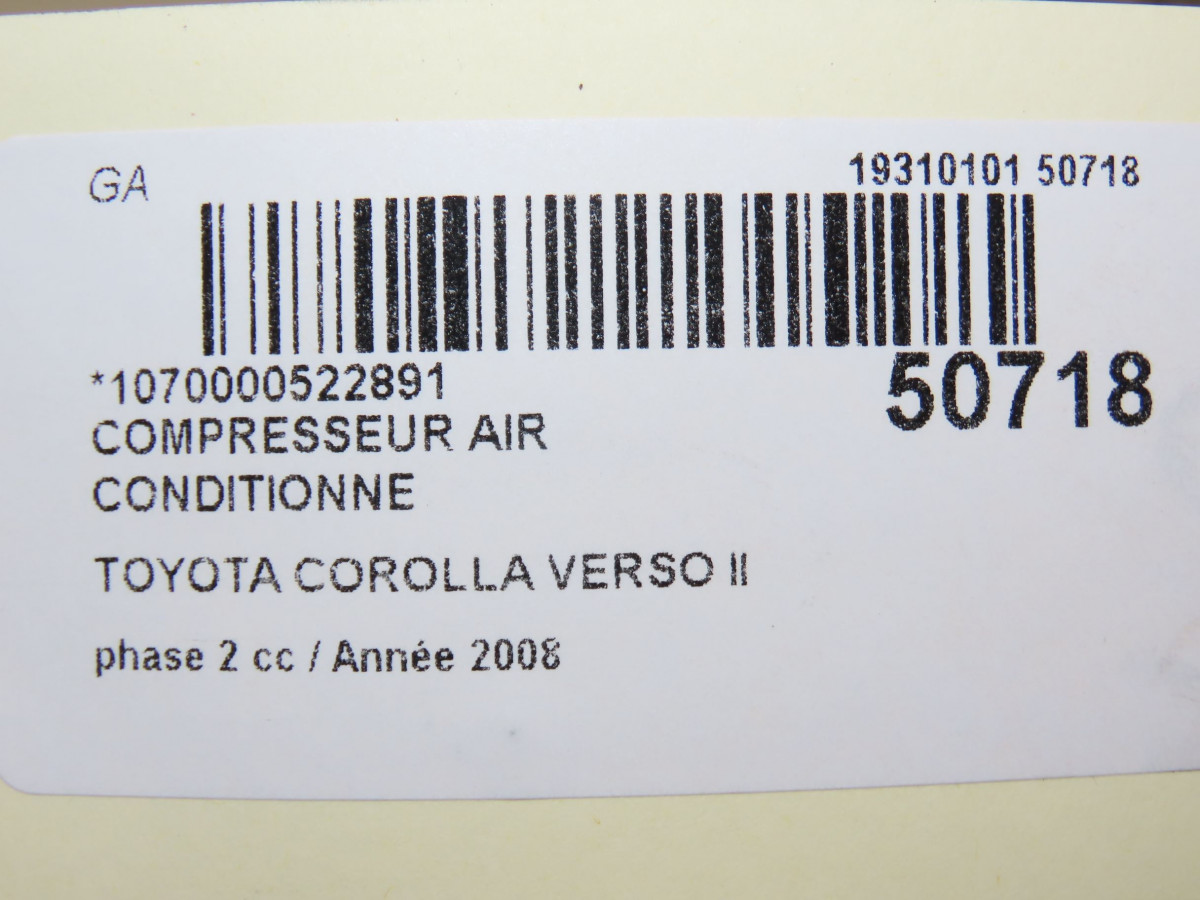 GA
19310101 50718
*1070000522891
50718
COMPRESSEUR AIR
CONDITIONNE
TOYOTA COROLLA VERSO II
phase 2 cc / Année 2008